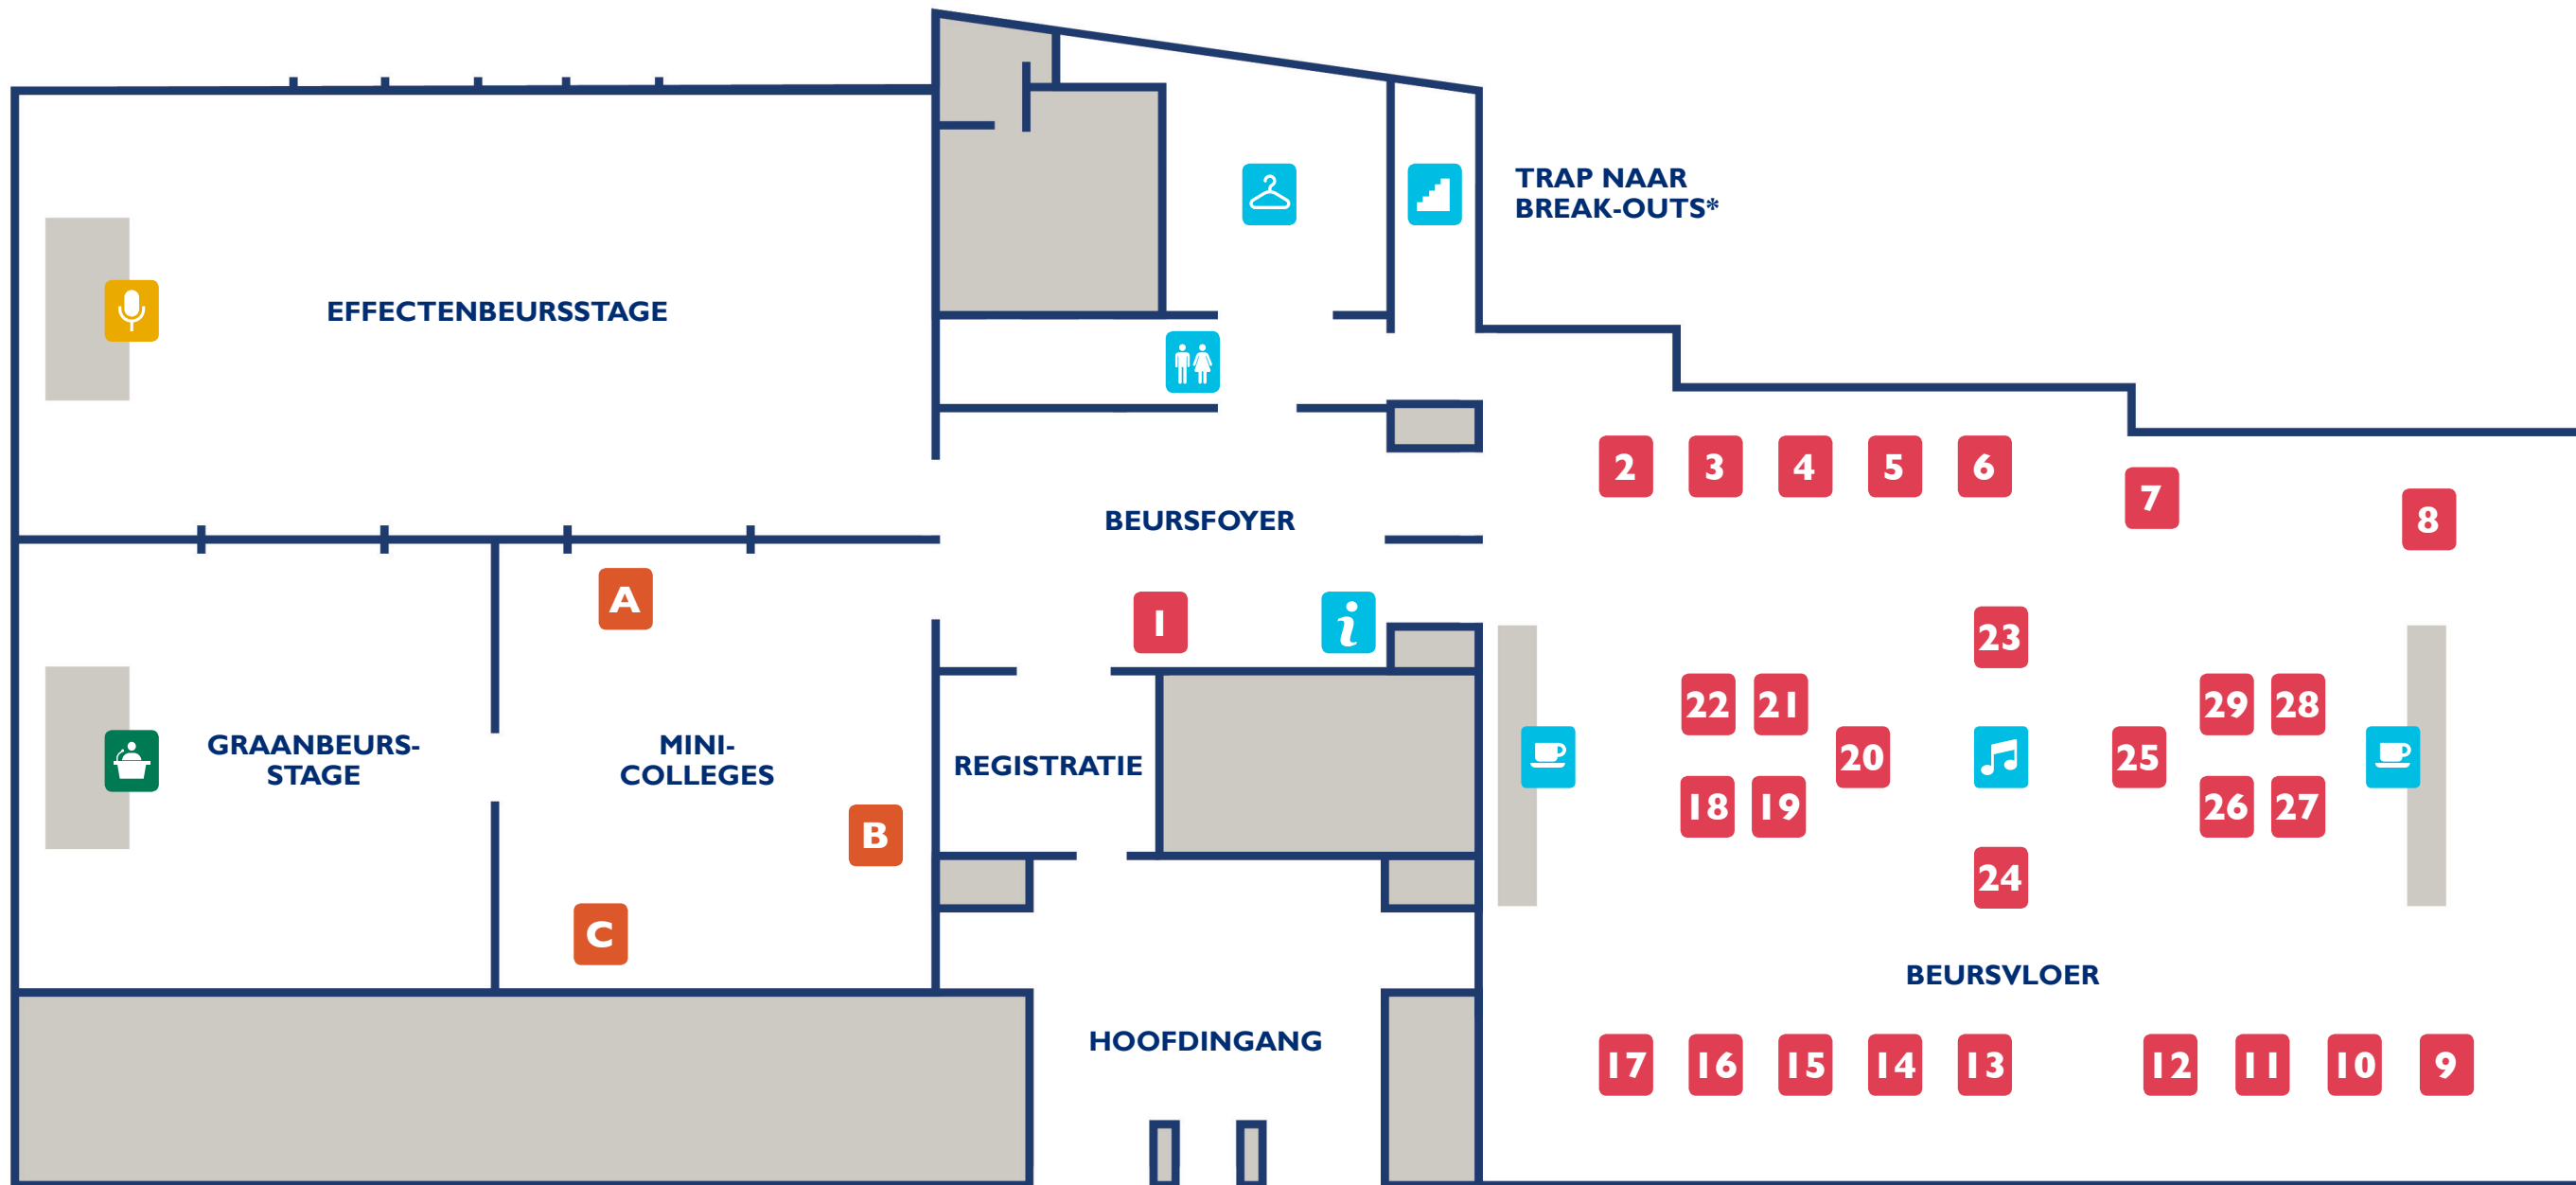 TRAP NAAR
BREAK-OUTS*
EFFECTENBEURSSTAGE
2 3 4 5 6
7
8
BEURSFOYER
A
1
i
23
22 21
29 28
GRAANBEURS-
STAGE
MINI-
COLLEGES
REGISTRATIE
20
25
18 19
26 27
B
24
C
BEURSVLOER
HOOFDINGANG
17 16 15 14 13 12 11 10 9